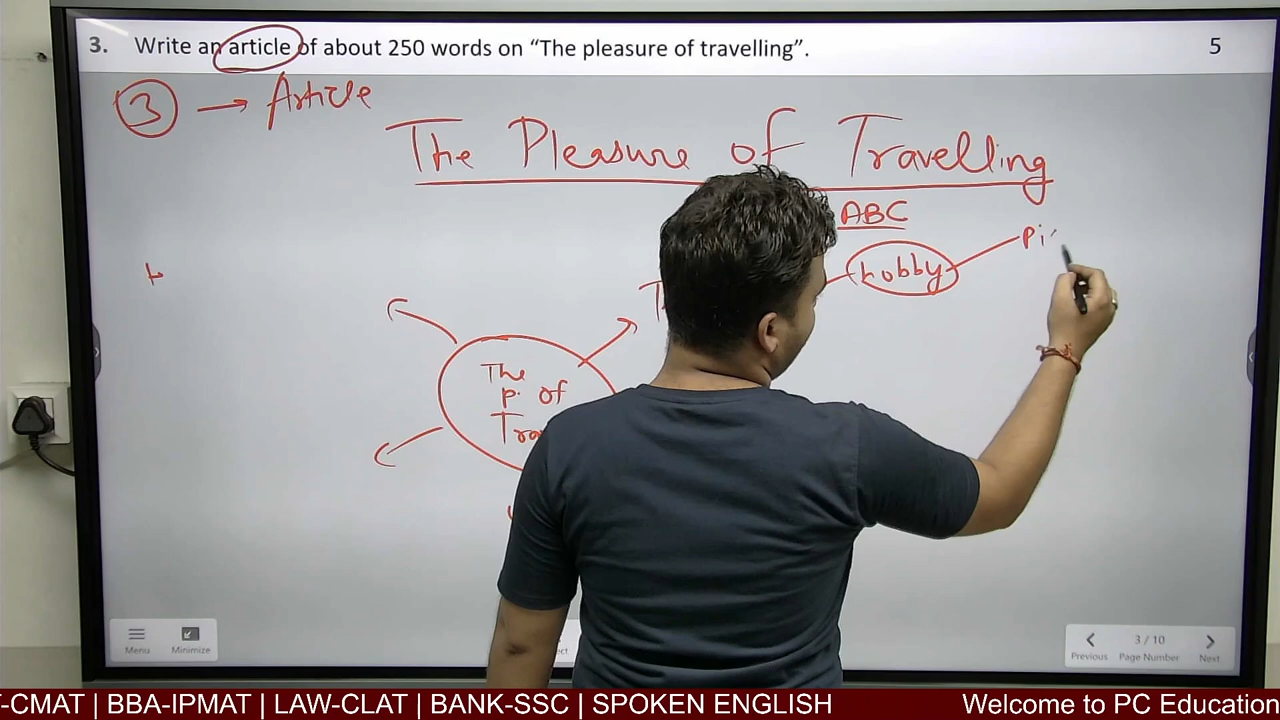 3. Write an article of about 250 words on “The pleasure of travelling”. 5
3 → Article
The Pleasure of Travelling
ABC
hobby
Pi
The
p. of
Tra
Menu
Minimize
Previous
3 / 10
Page Number
Next
T-CMAT | BBA-IPMAT | LAW-CLAT | BANK-SSC | SPOKEN ENGLISH Welcome to PC Education